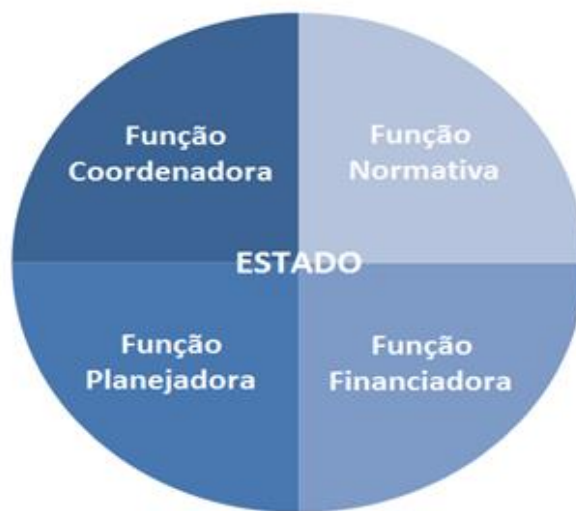 Função
Coordenadora
Função
Normativa
ESTADO
Função
Planejadora
Função
Financiadora